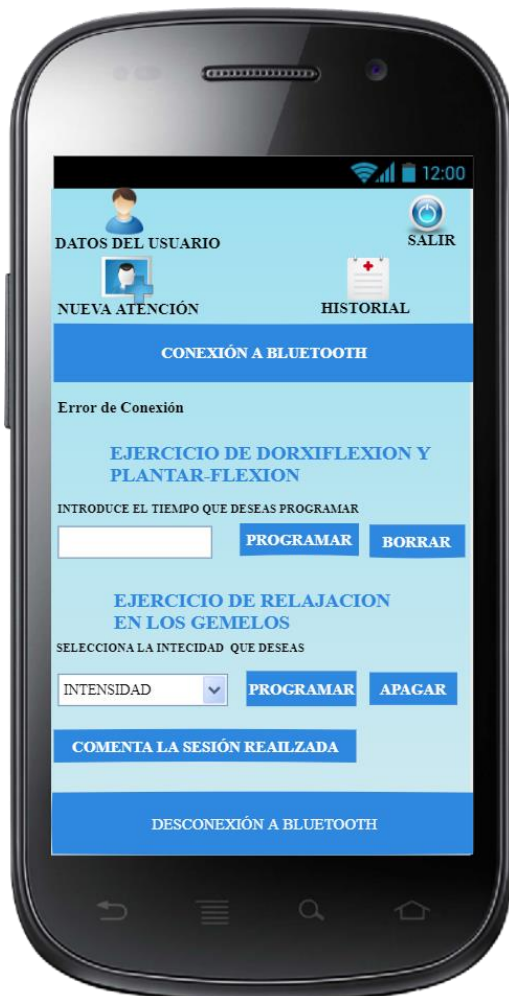 12:00
DATOS DEL USUARIO
SALIR
NUEVA ATENCIÓN
HISTORIAL
CONEXIÓN A BLUETOOTH
Error de Conexión
EJERCICIO DE DORXIFLEXION Y
PLANTAR-FLEXION
INTRODUCE EL TIEMPO QUE DESEAS PROGRAMAR
PROGRAMAR
BORRAR
EJERCICIO DE RELAJACION
EN LOS GEMELOS
SELECCIONA LA INTECIDAD QUE DESEAS
INTENSIDAD
PROGRAMAR
APAGAR
COMENTA LA SESIÓN REAILZADA
DESCONEXIÓN A BLUETOOTH